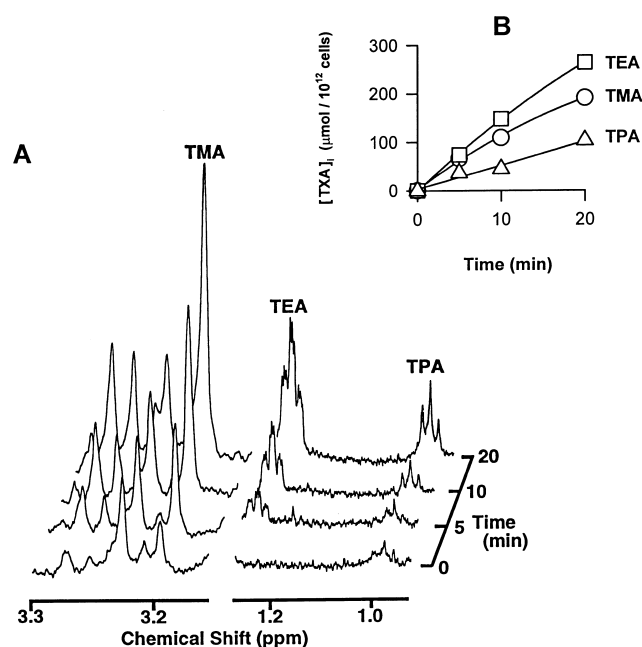 B
300
200
100
0
[TXA]i (μmol / 10¹² cells)
TEA
TMA
TPA
0
10
20
Time (min)
A
TMA
TEA
TPA
20
10
5
0
Time
(min)
3.3
3.2
1.2
1.0
Chemical Shift (ppm)